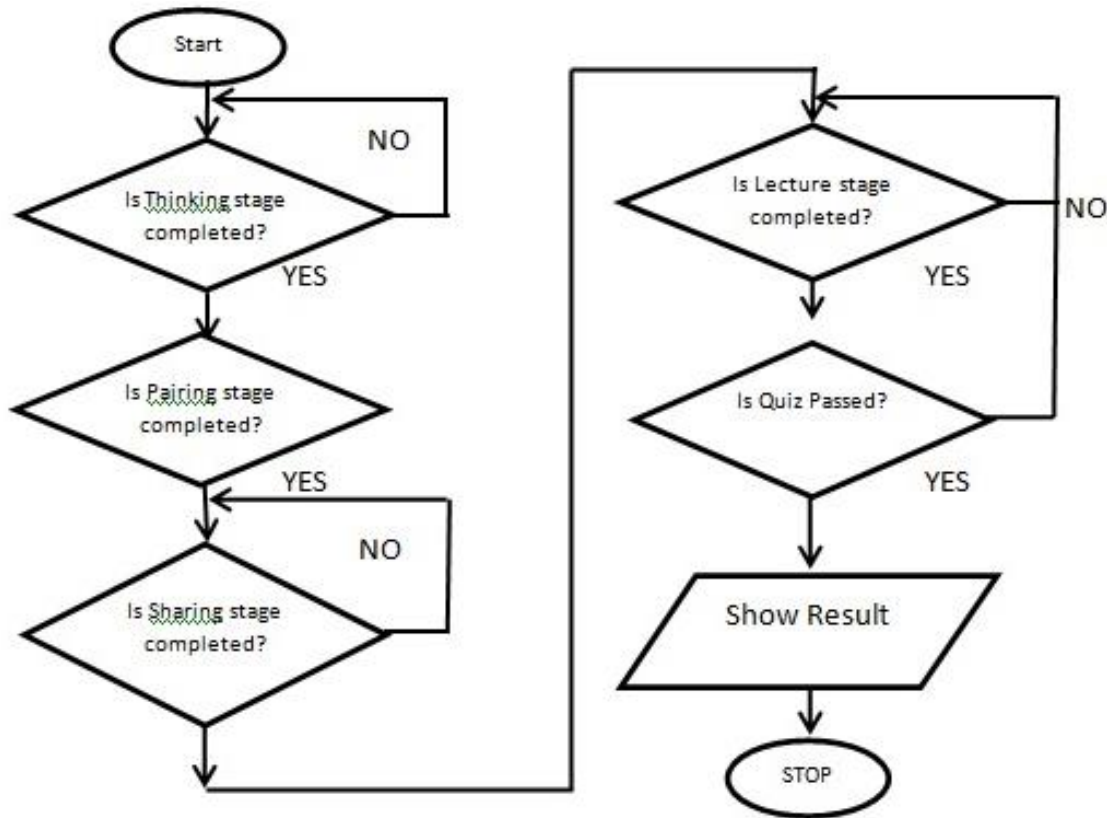 Start
NO
Is Thinking stage
completed?
YES
Is Pairing stage
completed?
YES
NO
Is Sharing stage
completed?
Is Lecture stage
completed?
NO
YES
Is Quiz Passed?
YES
Show Result
STOP